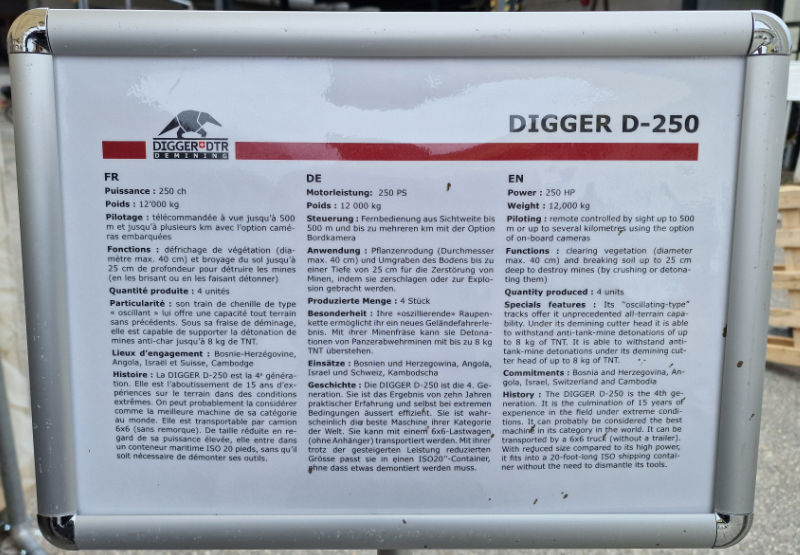 DIGGER DTR
DEMINING
DIGGER D-250
FR
Puissance : 250 ch
Poids : 12'000 kg
Pilotage : télécommandée à vue jusqu'à 500
m et jusqu'à plusieurs km avec l'option camé-
ras embarquées
Fonctions : défrichage de végétation (dia-
mètre max. 40 cm) et broyage du sol jusqu'à
25 cm de profondeur pour détruire les mines
(en les brisant ou en les faisant détonner)
Quantité produite : 4 unités
Particularité : son train de chenille de type
« oscillant » lui offre une capacité tout terrain
sans précédents. Sous sa fraise de déminage,
elle est capable de supporter la détonation de
mines anti-char jusqu'à 8 kg de TNT.
Lieux d'engagement : Bosnie-Herzégovine,
Angola, Israël et Suisse, Cambodge
Histoire : La DIGGER D-250 est la 4e généra-
tion. Elle est l'aboutissement de 15 ans d'ex-
périences sur le terrain dans des conditions
extrêmes. On peut probablement la considérer
comme la meilleure machine de sa catégorie
au monde. Elle est transportable par camion
6x6 (sans remorque). De taille réduite en re-
gard de sa puissance élevée, elle entre dans
un conteneur maritime ISO 20 pieds, sans qu'il
soit nécessaire de démonter ses outils.
DE
Motorleistung: 250 PS
Poids : 12 000 kg
Steuerung : Fernbedienung aus Sichtweite bis
500 m und bis zu mehreren km mit der Option
Bordkamera
Anwendung : Pflanzenrodung (Durchmesser
max. 40 cm) und Umgraben des Bodens bis zu
einer Tiefe von 25 cm für die Zerstörung von
Minen, indem sie zerschlagen oder zur Explo-
sion gebracht werden.
Produzierte Menge : 4 Stück
Besonderheit : Ihre «oszillierende» Raupen-
kette ermöglicht ihr ein neues Geländefahrerleb-
nis. Mit ihrer Minenfräse kann sie Detona-
tionen von Panzerabwehrminen mit bis zu 8 kg
TNT überstehen.
Einsätze : Bosnien und Herzegowina, Angola,
Israel und Schweiz, Kambodscha
Geschichte : Die DIGGER D-250 ist die 4. Ge-
neration. Sie ist das Ergebnis von zehn Jahren
praktischer Erfahrung und selbst bei extremen
Bedingungen äussert effizient. Sie ist wahr-
scheinlich die beste Maschine ihrer Kategorie
der Welt. Sie kann mit einem 6x6-Lastwagen,
(ohne Anhänger) transportiert werden. Mit ihrer
trotz der gesteigerten Leistung reduzierten
Grösse passt sie in einen ISO20"-Container,
ohne dass etwas demontiert werden muss.
EN
Power : 250 HP
Weight : 12,000 kg
Piloting : remote controlled by sight up to 500
m or up to several kilometres using the option
of on-board cameras
Functions : clearing vegetation (diameter
max. 40 cm) and breaking soil up to 25 cm
deep to destroy mines (by crushing or detona-
ting them)
Quantity produced : 4 units
Specials features : Its "oscillating-type"
tracks offer it unprecedented all-terrain capa-
bility. Under its demining cutter head it is able
to withstand anti-tank-mine detonations of up
to 8 kg of TNT. It is able to withstand anti-
tank-mine detonations under its demining cut-
ter head of up to 8 kg of TNT.
Commitments : Bosnia and Herzegovina, An-
gola, Israel, Switzerland and Cambodia
History : The DIGGER D-250 is the 4th ge-
neration. It is the culmination of 15 years of
experience in the field under extreme condi-
tions. It can probably be considered the best
machine in its category in the world. It can be
transported by a 6x6 truck (without a trailer).
With reduced size compared to its high power,
it fits into a 20-foot-long ISO shipping contai-
ner without the need to dismantle its tools.